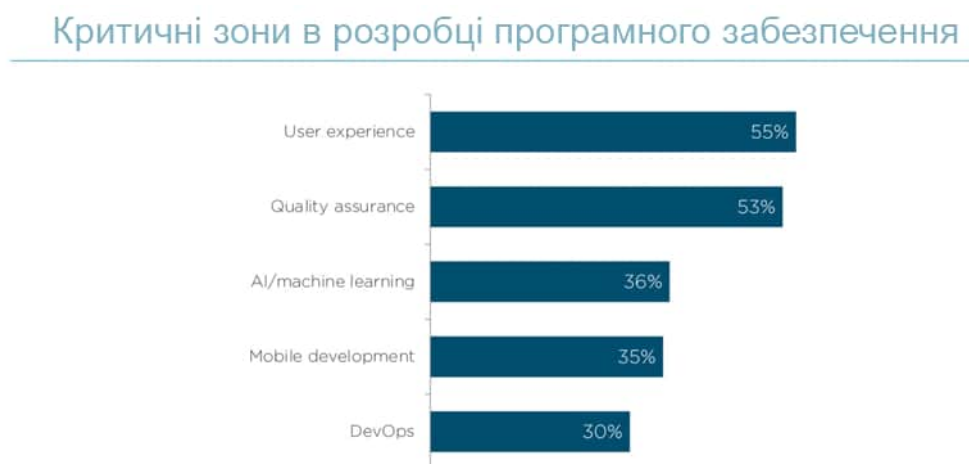 Критичні зони в розробці програмного забезпечення
User experience 55%
Quality assurance 53%
AI/machine learning 36%
Mobile development 35%
DevOps 30%